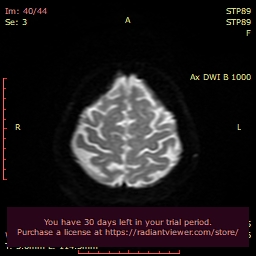 Im: 40/44
STP89
Se: 3
STP89
F
A
Ax DWI B 1000
R
L
You have 30 days left in your trial period.
Purchase a license at https://radiantviewer.com/store/